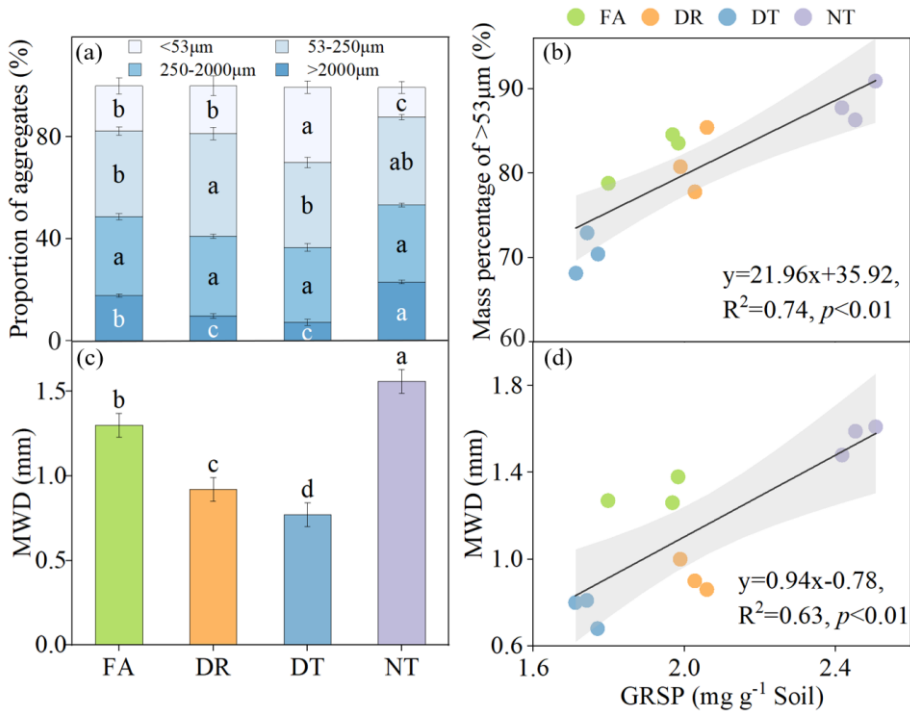 FA DR DT NT
(a)
<53μm 53-250μm
250-2000μm >2000μm
Proportion of aggregates (%)
80
40
0
b b a c
b a b ab
a a a a
b c c a
(b)
Mass percentage of >53μm (%)
90
80
70
60
y=21.96x+35.92,
R²=0.74, p<0.01
(c)
MWD (mm)
1.5
1.0
0.5
0.0
b c d a
FA DR DT NT
(d)
MWD (mm)
1.8
1.4
1.0
0.6
y=0.94x-0.78,
R²=0.63, p<0.01
1.6 2.0 2.4
GRSP (mg g⁻¹ Soil)